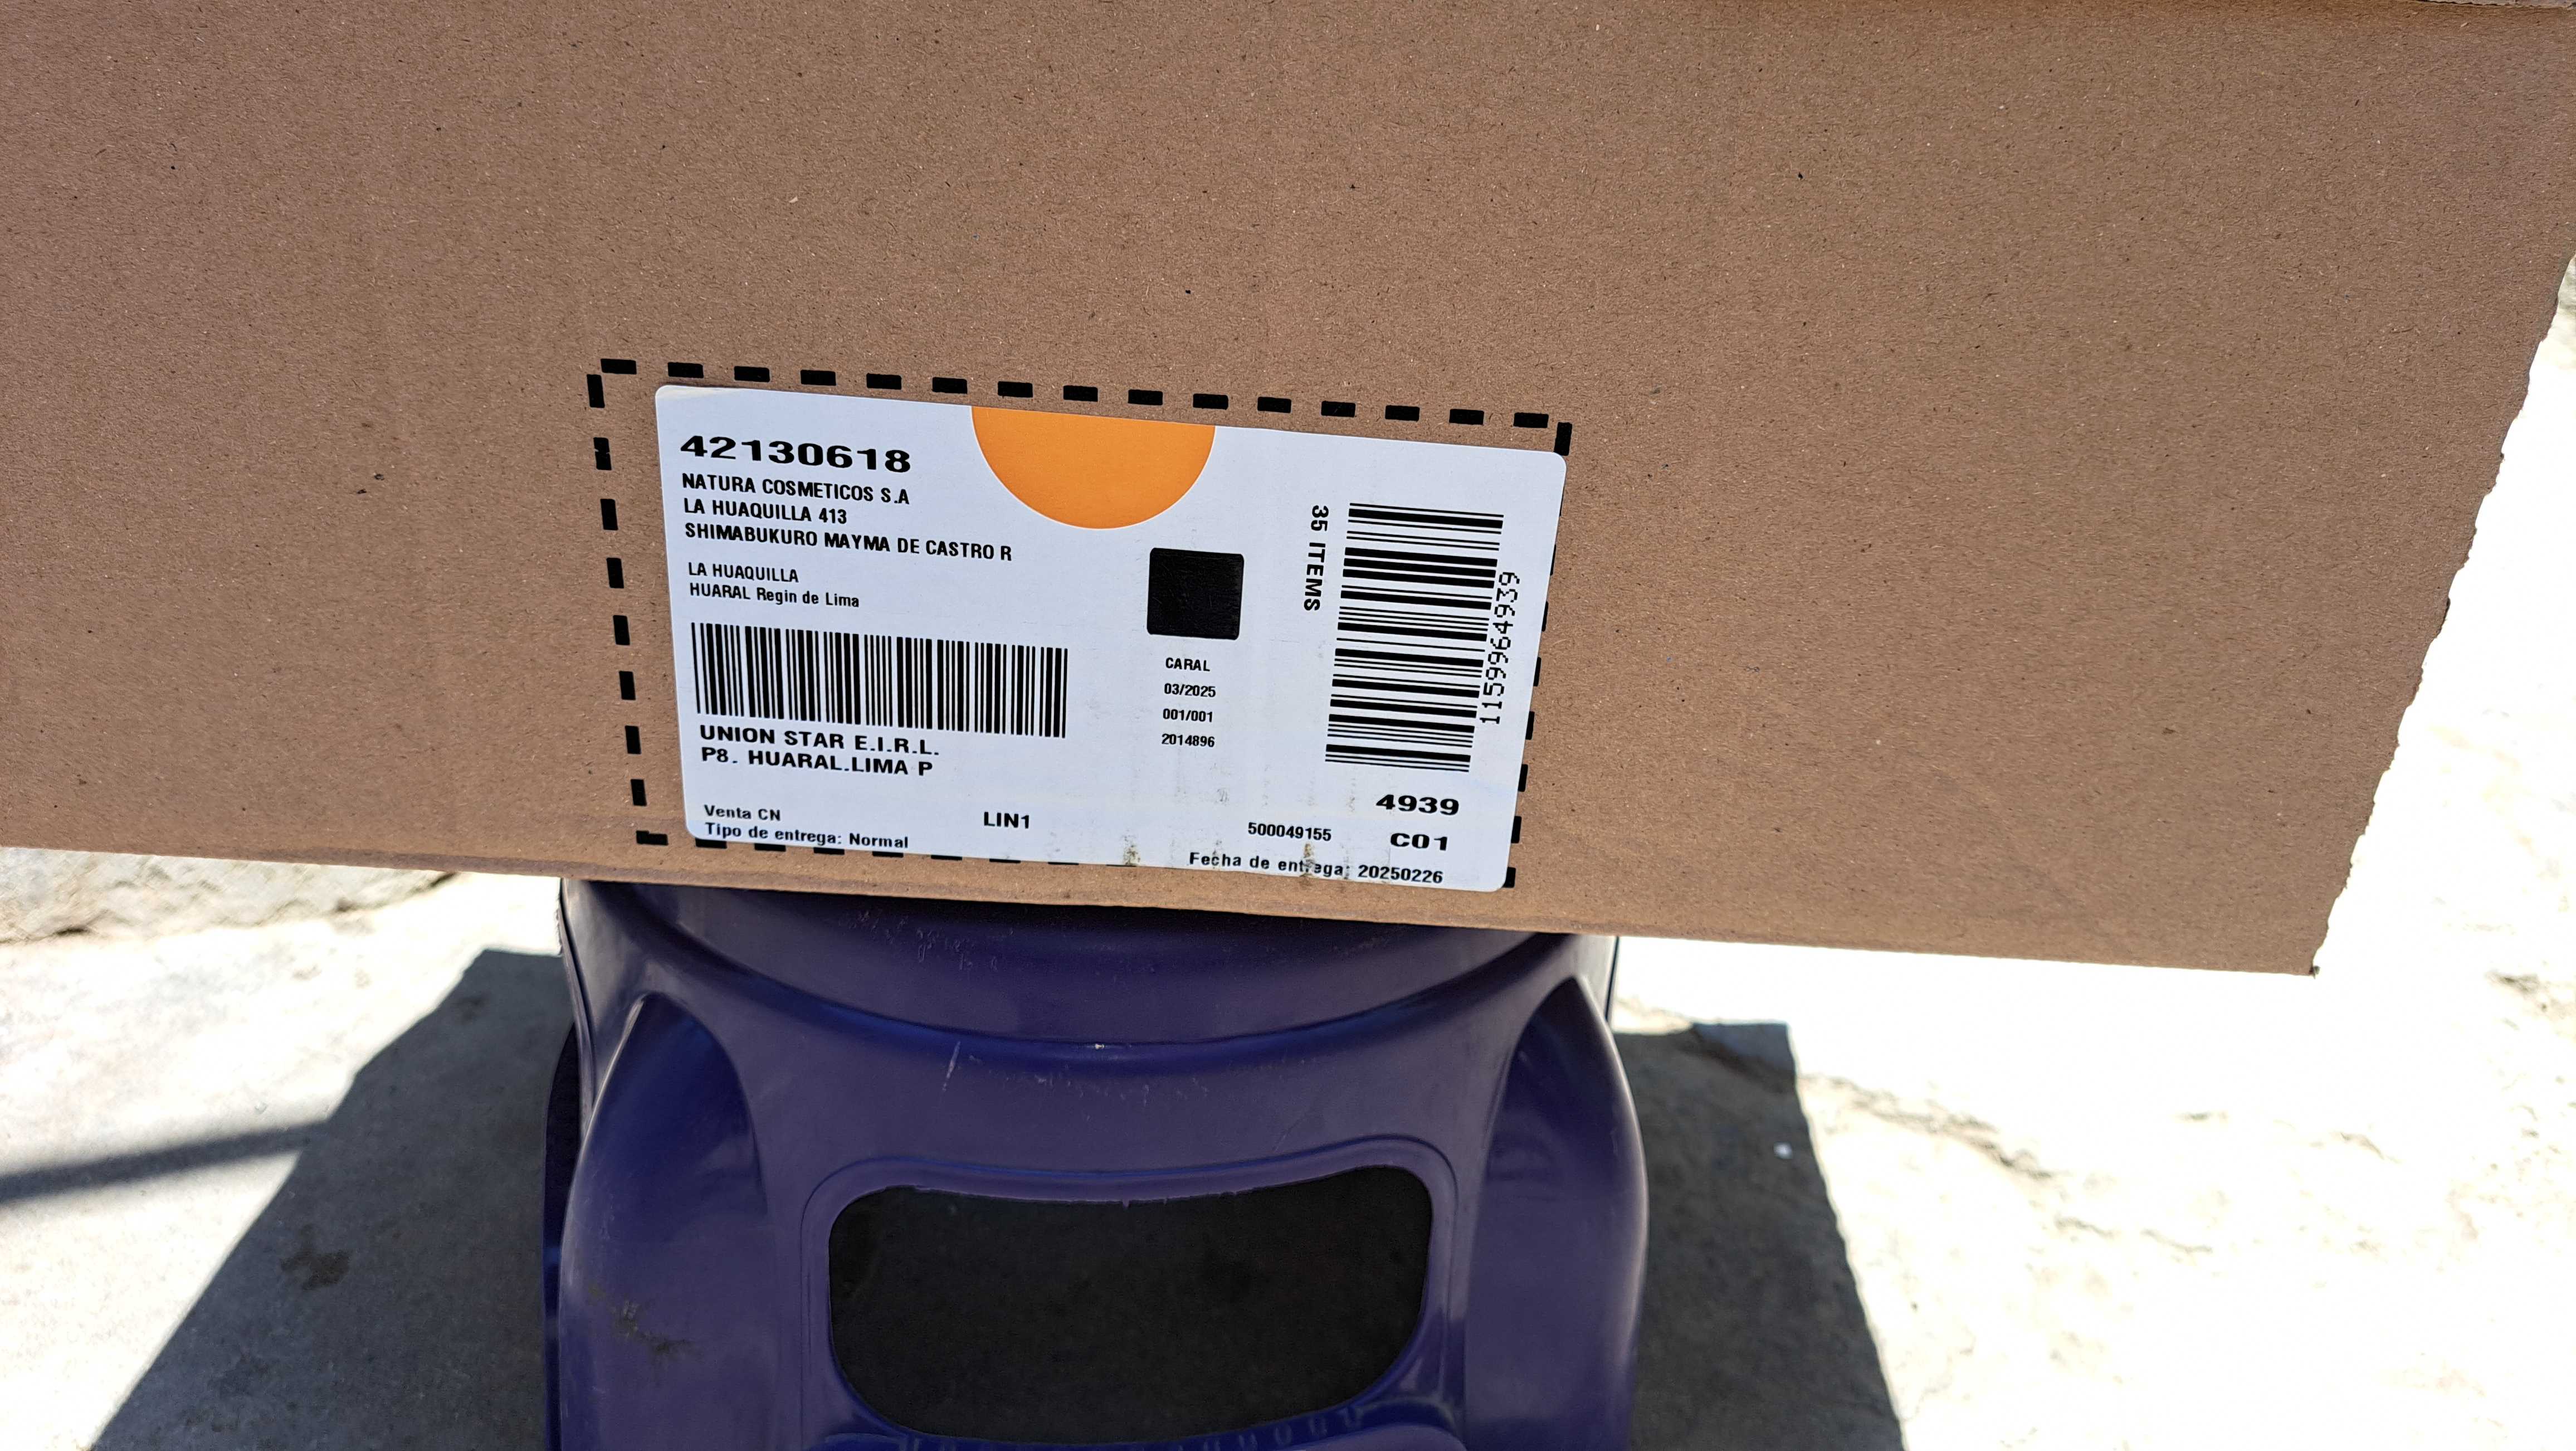 42130618
NATURA COSMETICOS S.A
LA HUAQUILLA 413
SHIMABUKURO MAYMA DE CASTRO R
LA HUAQUILLA
HUARAL Regin de Lima
UNION STAR E.I.R.L.
P8. HUARAL.LIMA P
Venta CN
Tipo de entrega: Normal
LIN1
CARAL
03/2025
001/001
2014896
35 ITEMS
115999964939
4939
500049155
C01
Fecha de entrega: 20250226